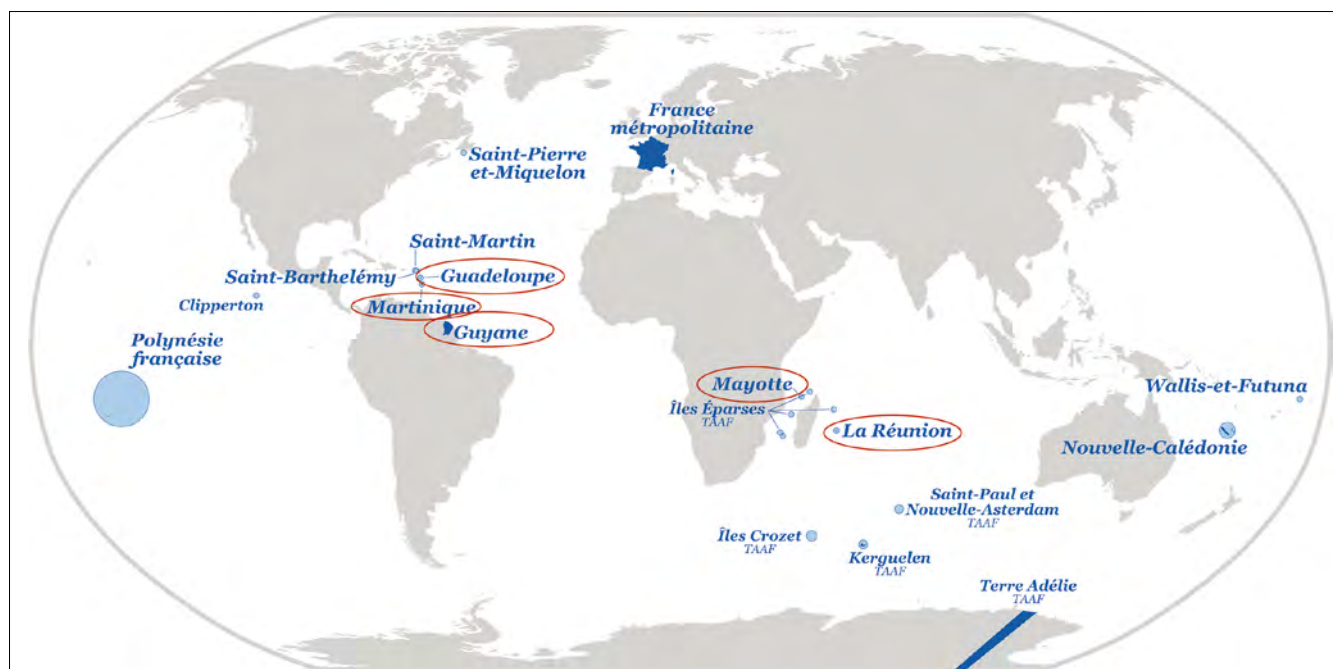 France
métropolitaine
Saint-Pierre
et-Miquelon
Saint-Martin
Saint-Barthelémy
Guadeloupe
Clipperton
Martinique
Guyane
Polynésie
française
Mayotte
Îles Éparses
TAAF
La Réunion
Wallis-et-Futuna
Nouvelle-Calédonie
Saint-Paul et
Nouvelle-Asterdam
TAAF
Îles Crozet
TAAF
Kerguelen
TAAF
Terre Adélie
TAAF